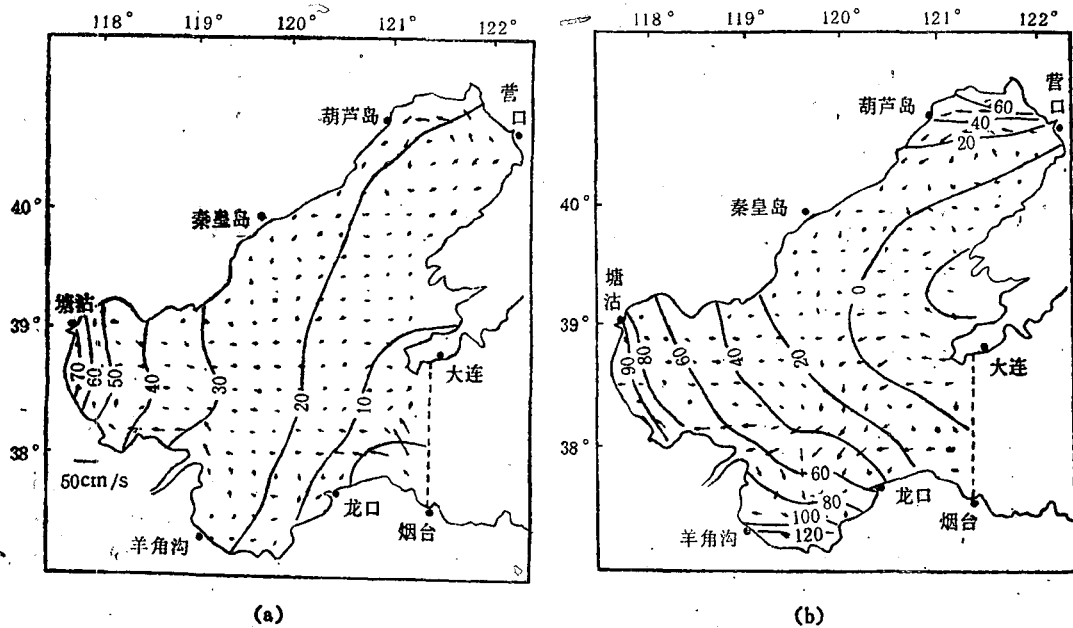 118° 119° 120° 121° 122°
营口
葫芦岛
40°
秦皇岛
塘沽
39°
70 60 50 40 30 20 10
大连
38°
50cm/s
龙口
烟台
羊角沟
(a)
118° 119° 120° 121° 122°
营口
葫芦岛
60
40
20
40°
秦皇岛
0
塘沽
39°
90 80 60 40 20
大连
38°
60
龙口
80
100
烟台
羊角沟
120
(b)